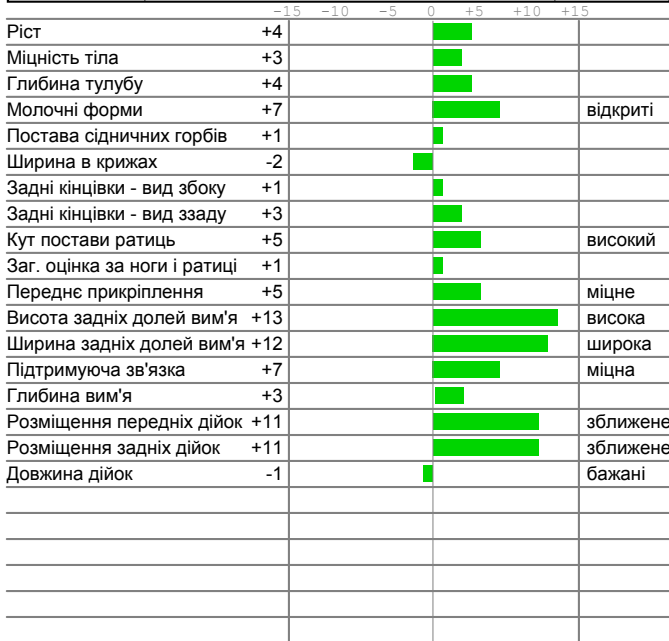 -15 -10 -5 0 +5 +10 +15
Ріст +4
Міцність тіла +3
Глибина тулубу +4
Молочні форми +7 відкриті
Постава сідничних горбів +1
Ширина в крижах -2
Задні кінцівки - вид збоку +1
Задні кінцівки - вид ззаду +3
Кут постави ратиць +5 високий
Заг. оцінка за ноги і ратиці +1
Переднє прикріплення +5 міцне
Висота задніх долей вим'я +13 висока
Ширина задніх долей вим'я +12 широка
Підтримуюча зв'язка +7 міцна
Глибина вим'я +3
Розміщення передніх дійок +11 зближене
Розміщення задніх дійок +11 зближене
Довжина дійок -1 бажані